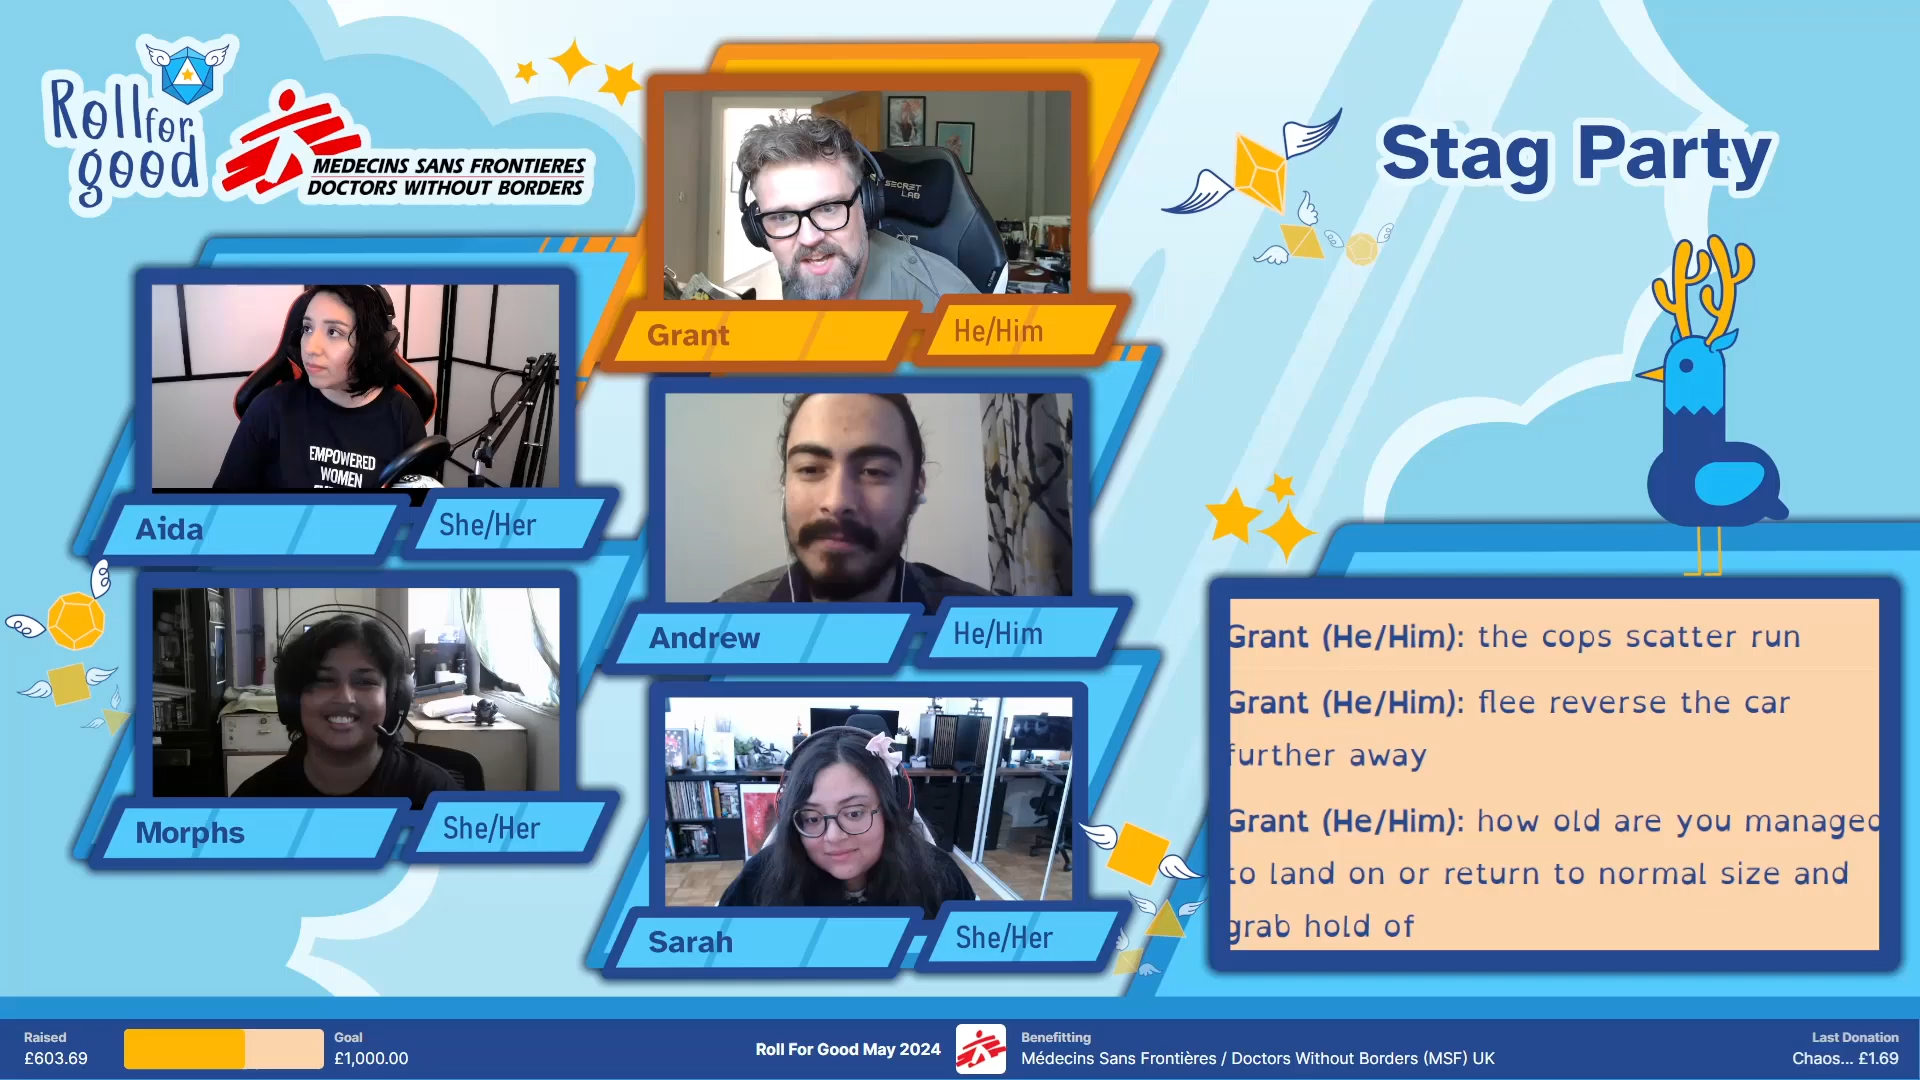 Roll for good
MEDECINS SANS FRONTIERES
DOCTORS WITHOUT BORDERS
Stag Party
SECRET LAB
Grant
He/Him
EMPOWERED
WOMEN
Aida
She/Her
Andrew
He/Him
Morphs
She/Her
Sarah
She/Her
Grant (He/Him): the cops scatter run
Grant (He/Him): flee reverse the car
further away
Grant (He/Him): how old are you managed
to land on or return to normal size and
grab hold of
Raised
£603.69
Goal
£1,000.00
Roll For Good May 2024
Benefitting
Médecins Sans Frontières / Doctors Without Borders (MSF) UK
Last Donation
Chaos... £1.69